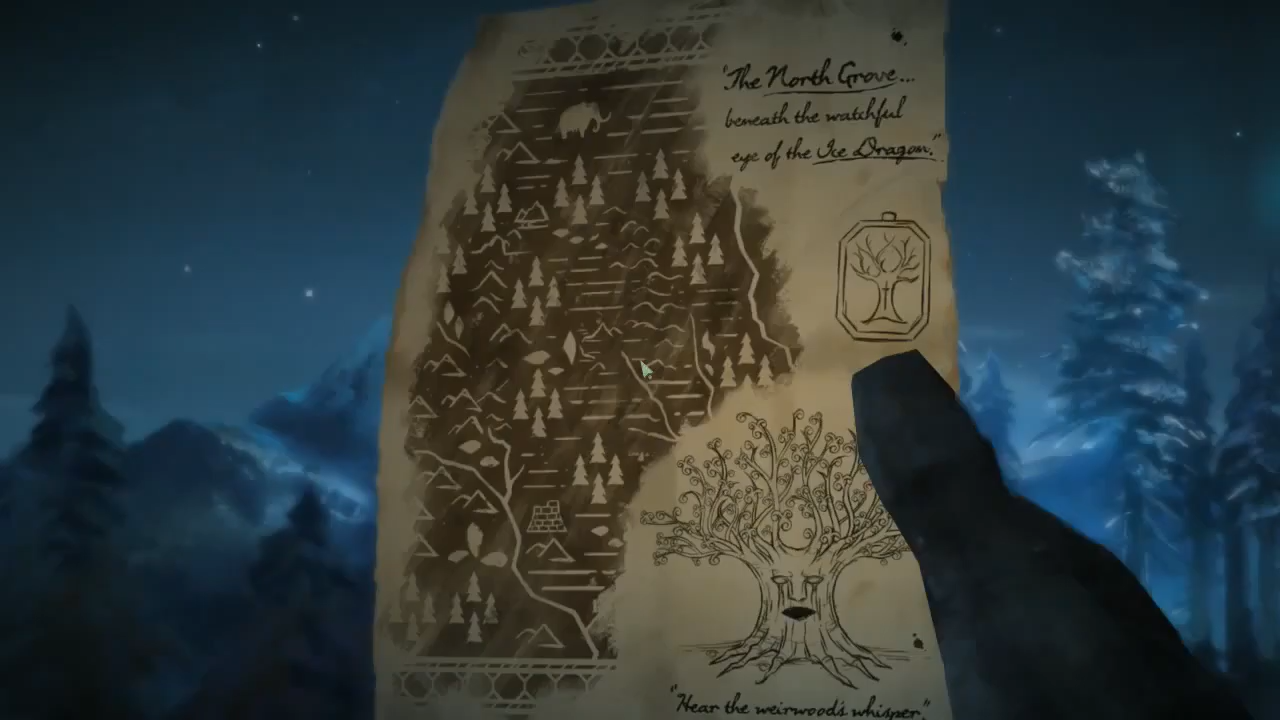 "The North Grove...
beneath the watchful
eye of the Ice Dragon."
"Hear the weirwood's whisper."